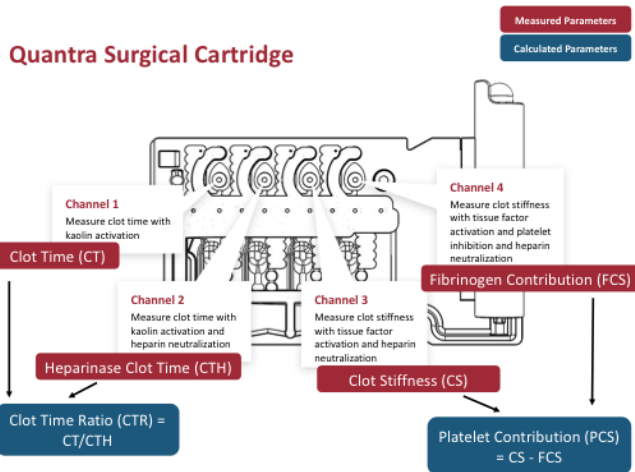 Measured Parameters
Calculated Parameters
Quantra Surgical Cartridge
Channel 1
Measure clot time with
kaolin activation
Clot Time (CT)
Channel 2
Measure clot time with
kaolin activation and
heparin neutralization
Heparinase Clot Time (CTH)
Channel 3
Measure clot stiffness
with tissue factor
activation and heparin
neutralization
Clot Stiffness (CS)
Channel 4
Measure clot stiffness
with tissue factor
activation and platelet
inhibition and heparin
neutralization
Fibrinogen Contribution (FCS)
Clot Time Ratio (CTR) =
CT/CTH
Platelet Contribution (PCS)
= CS - FCS